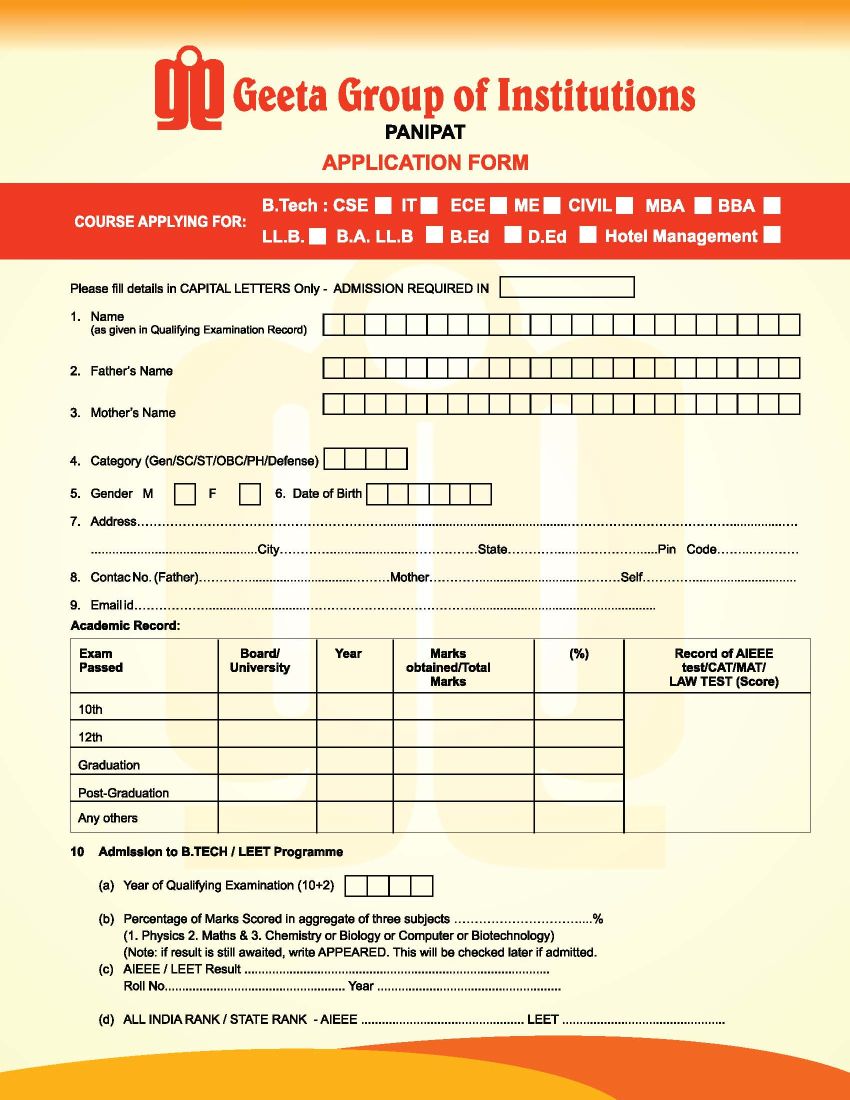 Geeta Group of Institutions
PANIPAT
APPLICATION FORM
COURSE APPLYING FOR:
B.Tech : CSE IT ECE ME CIVIL MBA BBA
LL.B. B.A. LL.B B.Ed D.Ed Hotel Management
Please fill details in CAPITAL LETTERS Only - ADMISSION REQUIRED IN
1. Name
(as given in Qualifying Examination Record)
2. Father's Name
3. Mother's Name
4. Category (Gen/SC/ST/OBC/PH/Defense)
5. Gender M F 6. Date of Birth
7. Address
City State Pin Code
8. Contac No. (Father) Mother Self
9. Email id
Academic Record:
Exam Passed Board/ University Year Marks obtained/Total Marks (%) Record of AIEEE test/CAT/MAT/ LAW TEST (Score)
10th
12th
Graduation
Post-Graduation
Any others
10 Admission to B.TECH / LEET Programme
(a) Year of Qualifying Examination (10+2)
(b) Percentage of Marks Scored in aggregate of three subjects ..............................%
(1. Physics 2. Maths & 3. Chemistry or Biology or Computer or Biotechnology)
(Note: if result is still awaited, write APPEARED. This will be checked later if admitted.
(c) AIEEE / LEET Result
Roll No. Year
(d) ALL INDIA RANK / STATE RANK - AIEEE LEET